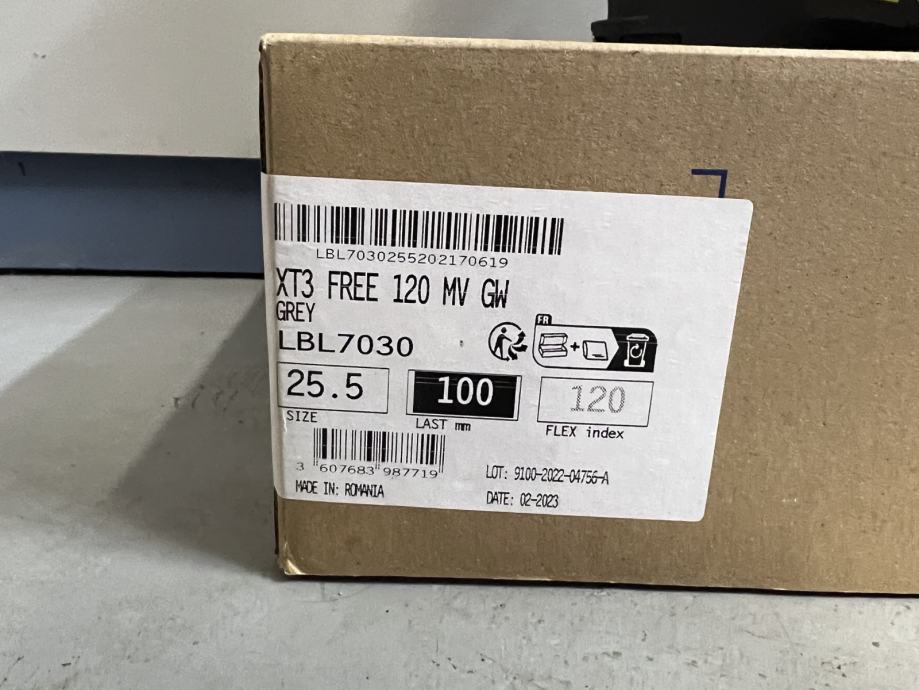 LBL7030255202170619
XT3 FREE 120 MV GW
GREY
FR
LBL7030
+
25.5
100
120
SIZE
LAST mm
FLEX index
3 607683 987719
LOT: 9100-2022-04756-A
MADE IN: ROMANIA
DATE: 02-2023